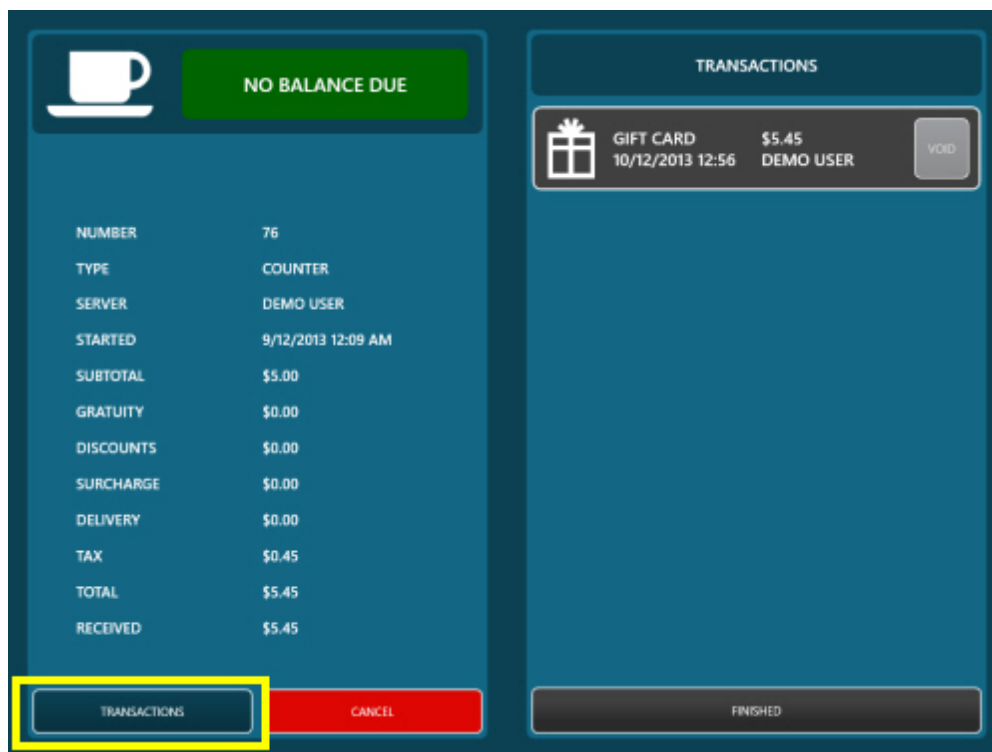 NO BALANCE DUE
NUMBER 76
TYPE COUNTER
SERVER DEMO USER
STARTED 9/12/2013 12:09 AM
SUBTOTAL $5.00
GRATUITY $0.00
DISCOUNTS $0.00
SURCHARGE $0.00
DELIVERY $0.00
TAX $0.45
TOTAL $5.45
RECEIVED $5.45
TRANSACTIONS CANCEL
TRANSACTIONS
GIFT CARD $5.45
10/12/2013 12:56 DEMO USER
VOID
FINISHED